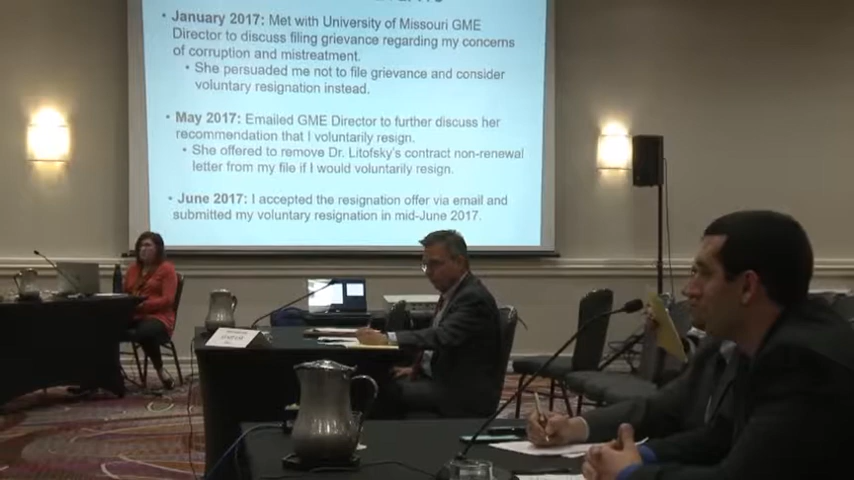 • January 2017: Met with University of Missouri GME
Director to discuss filing grievance regarding my concerns
of corruption and mistreatment.
• She persuaded me not to file grievance and consider
voluntary resignation instead.
• May 2017: Emailed GME Director to further discuss her
recommendation that I voluntarily resign.
• She offered to remove Dr. Litofsky's contract non-renewal
letter from my file if I would voluntarily resign.
• June 2017: I accepted the resignation offer via email and
submitted my voluntary resignation in mid-June 2017.